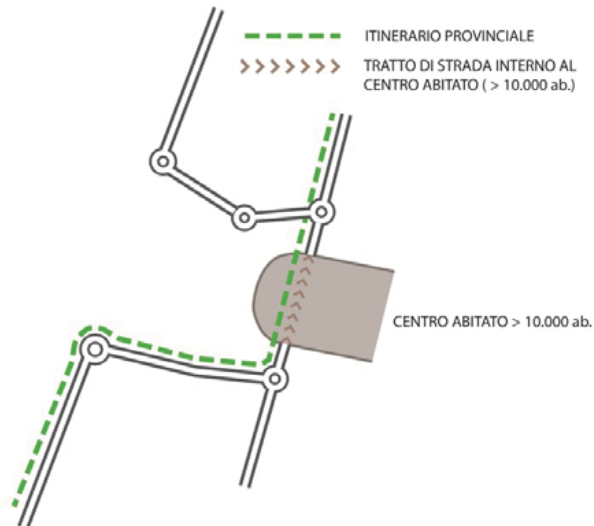 ITINERARIO PROVINCIALE
TRATTO DI STRADA INTERNO AL
CENTRO ABITATO ( > 10.000 ab.)
CENTRO ABITATO > 10.000 ab.